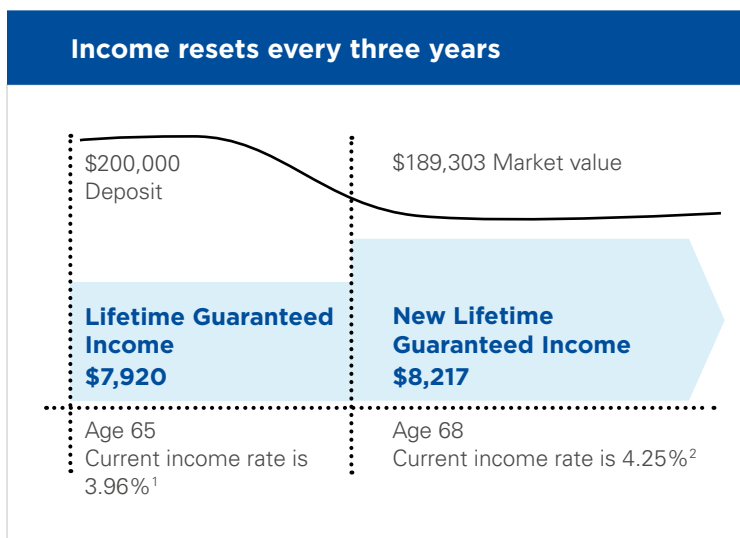 Income resets every three years
$200,000
Deposit
$189,303 Market value
Lifetime Guaranteed
Income
$7,920
New Lifetime
Guaranteed Income
$8,217
Age 65
Current income rate is
3.96%¹
Age 68
Current income rate is 4.25%²